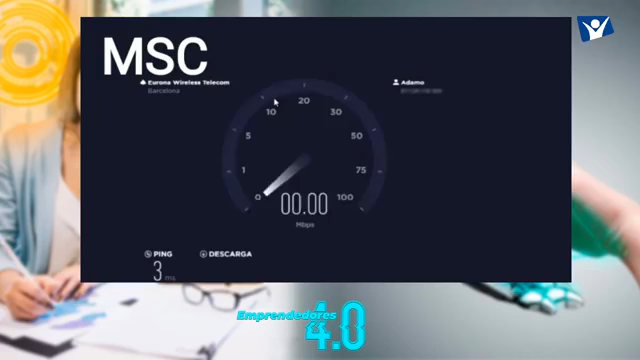 MSC
Eurona Wireless Telecom
Barcelona
Adamo
0
1
5
10
20
30
50
75
100
00.00
Mbps
PING
3 ms
DESCARGA
Emprendedores
4.0